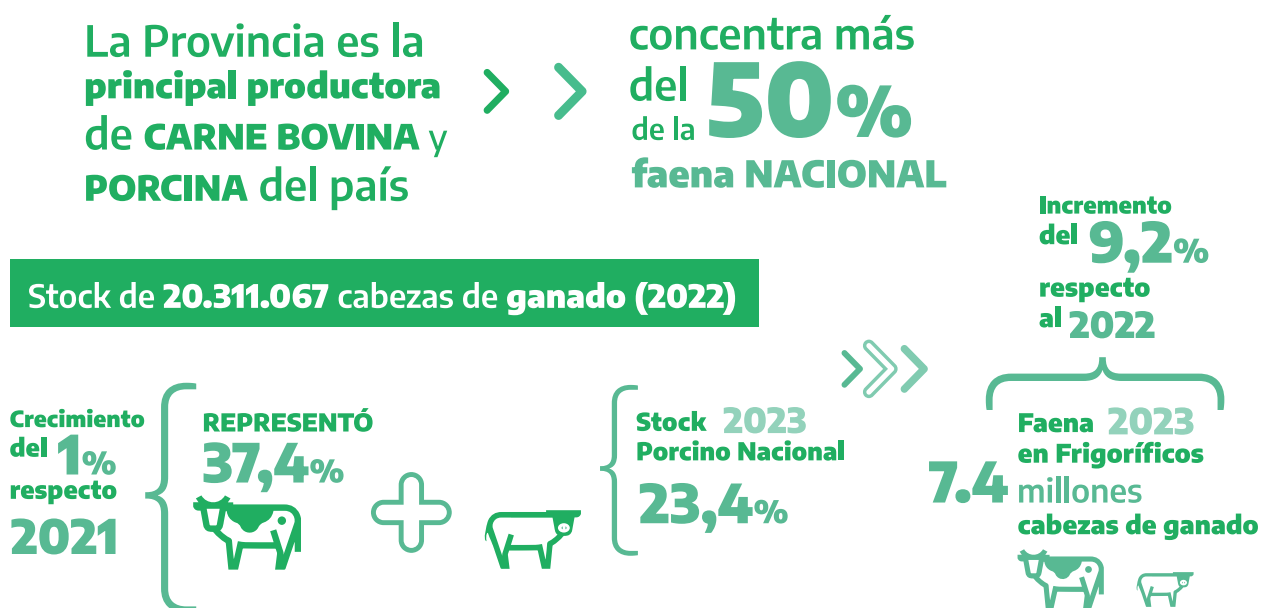 La Provincia es la
principal productora
de CARNE BOVINA y
PORCINA del país
concentra más
del 50%
de la
faena NACIONAL
Stock de 20.311.067 cabezas de ganado (2022)
Crecimiento
del 1%
respecto
2021
REPRESENTÓ
37,4%
Stock 2023
Porcino Nacional
23,4%
Incremento
del 9,2%
respecto
al 2022
Faena 2023
en Frigoríficos
7.4 millones
cabezas de ganado